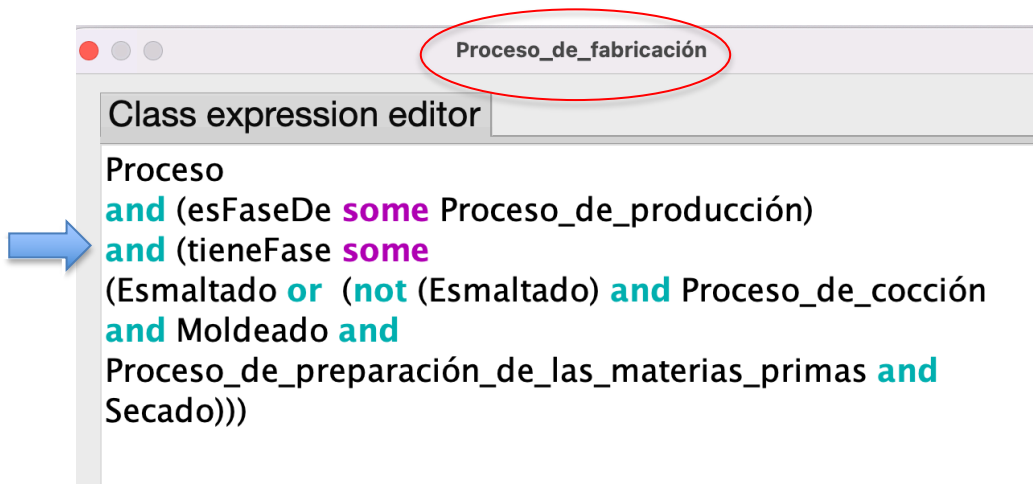 Proceso_de_fabricación
Class expression editor
Proceso
and (esFaseDe some Proceso_de_producción)
and (tieneFase some
(Esmaltado or  (not (Esmaltado) and Proceso_de_cocción
and Moldeado and
Proceso_de_preparación_de_las_materias_primas and
Secado)))